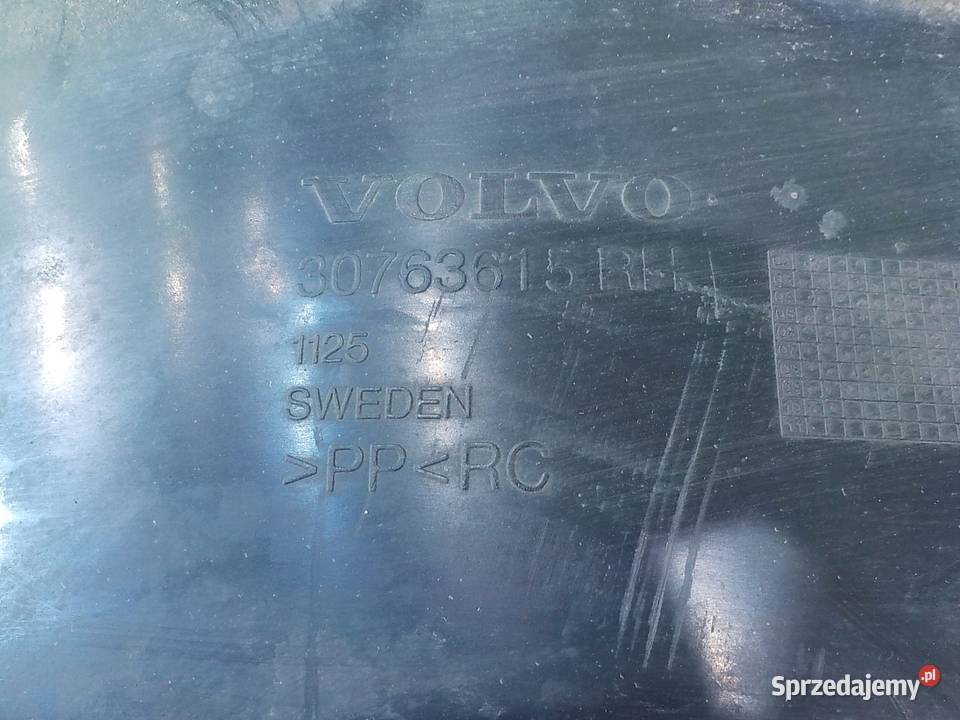 VOLVO
30763615 RH
1125
SWEDEN
>PP<RC
Sprzedajemy.pl